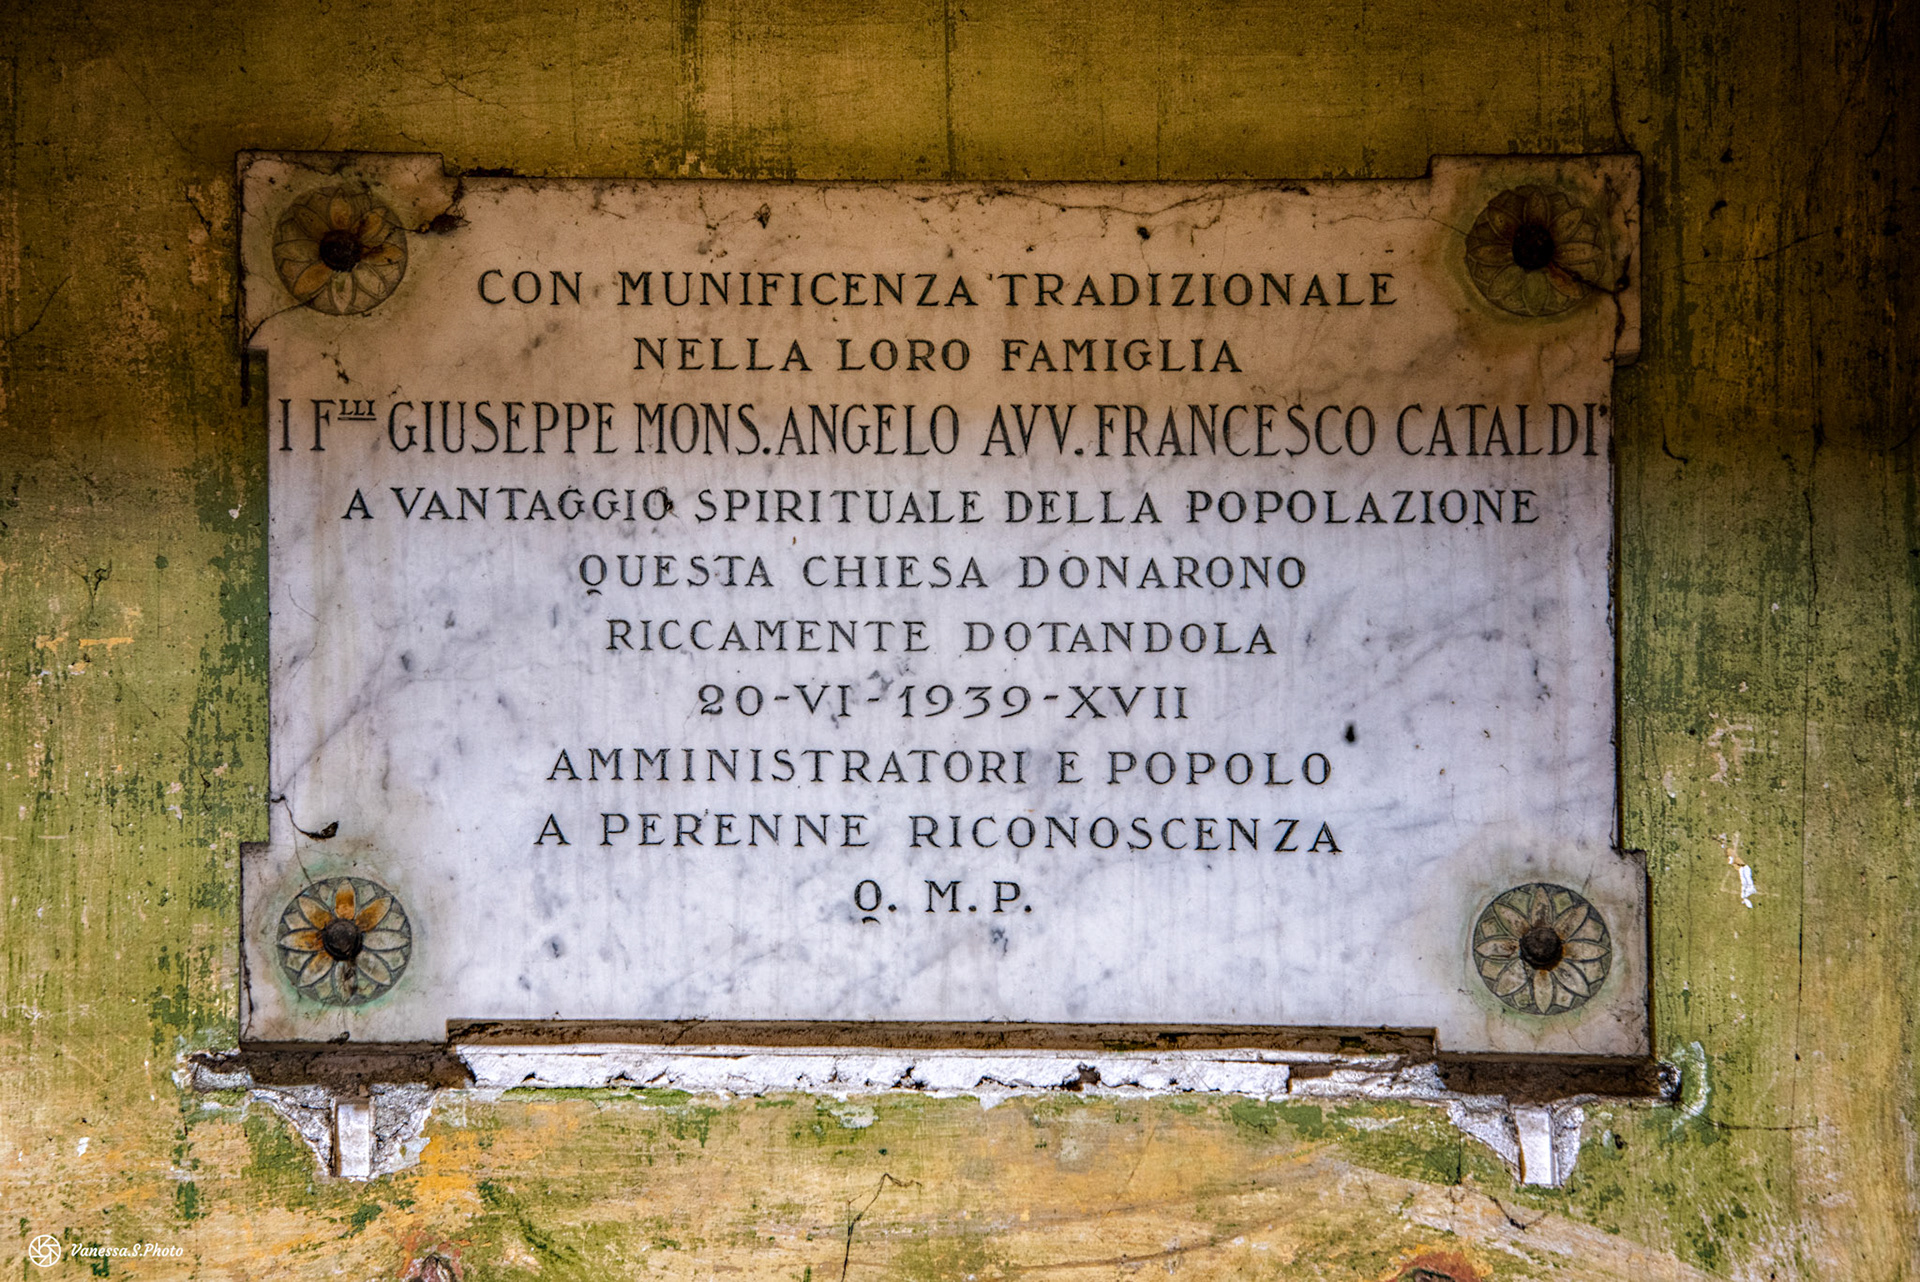 CON MUNIFICENZA TRADIZIONALE
NELLA LORO FAMIGLIA
I FLLI GIUSEPPE MONS. ANGELO AVV. FRANCESCO CATALDI'
A VANTAGGIO SPIRITUALE DELLA POPOLAZIONE
QUESTA CHIESA DONARONO
RICCAMENTE DOTANDOLA
20-VI-1939-XVII
AMMINISTRATORI E POPOLO
A PERENNE RICONOSCENZA
Q. M. P.
Vanessa.S.Photo